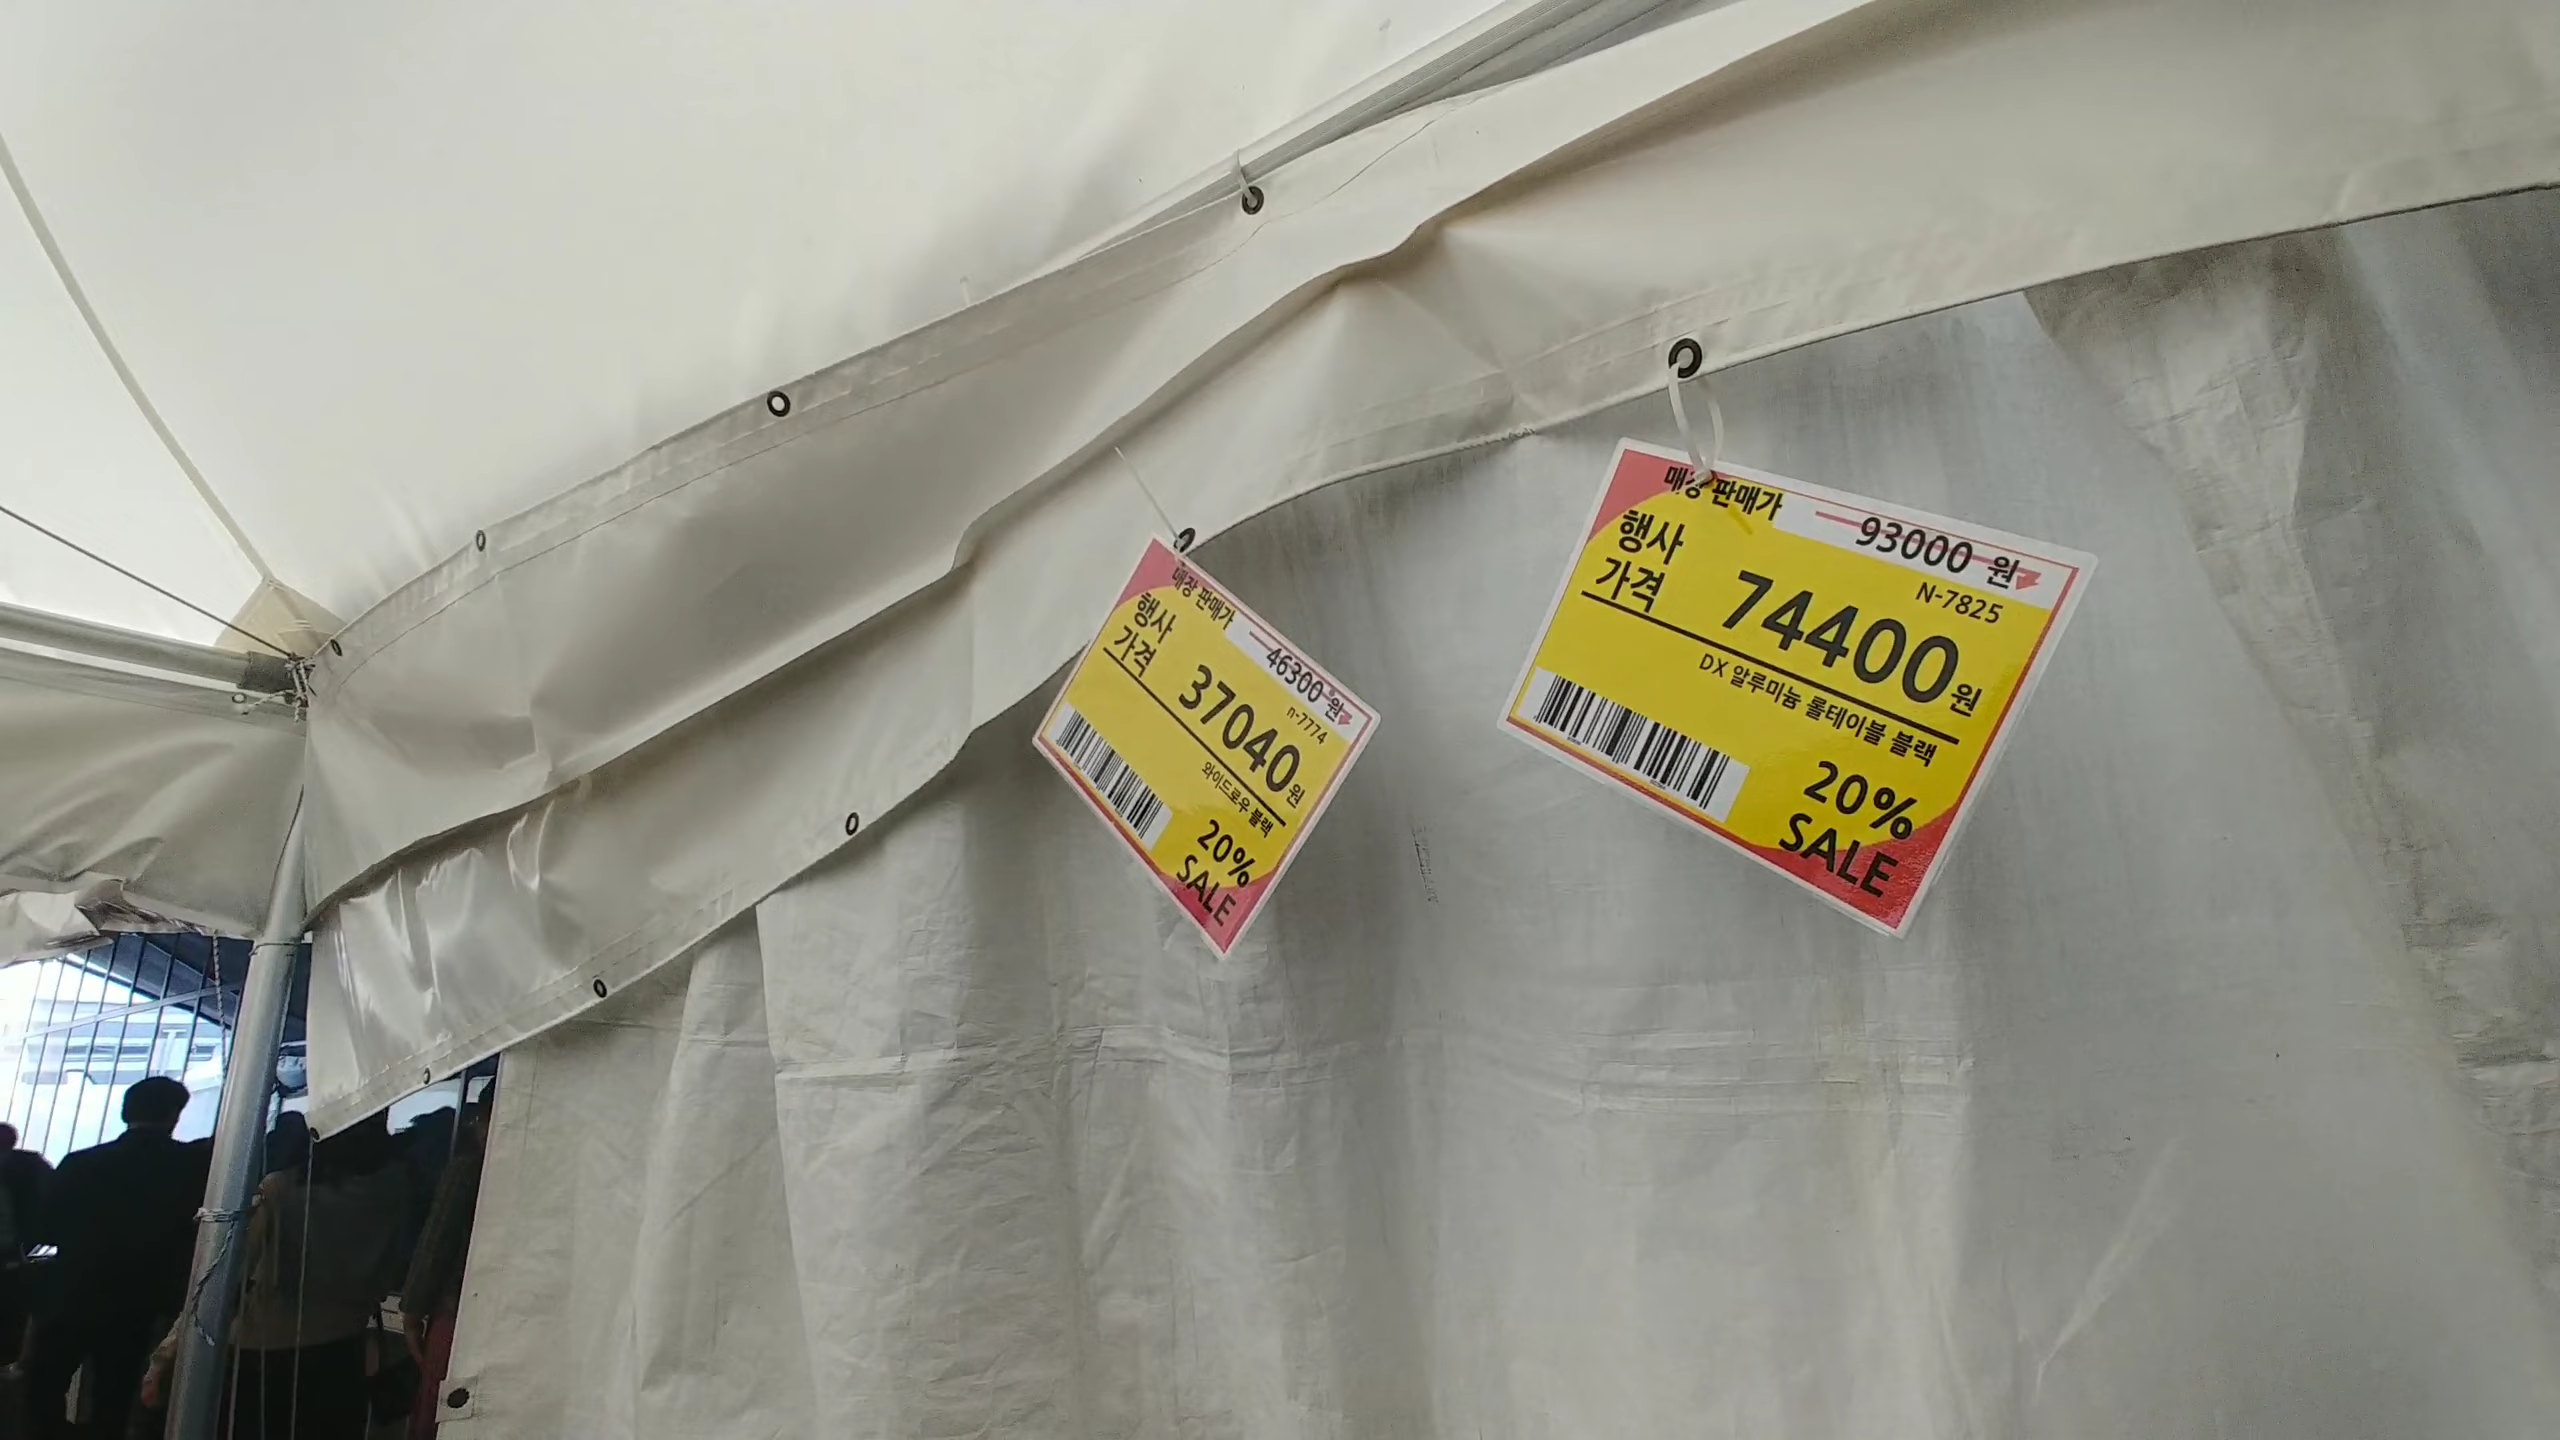 매장 판매가
46300 원
n-7774
행사
가격
37040원
와이드로우 블랙
20%
SALE
매장 판매가
93000 원
N-7825
행사
가격
74400원
DX 알루미늄 롤테이블 블랙
20%
SALE